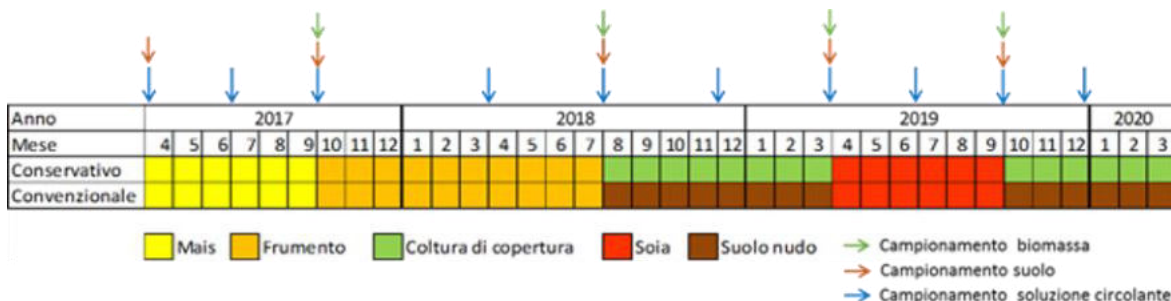 Anno 2017 2018 2019 2020
Mese 4 5 6 7 8 9 10 11 12 1 2 3 4 5 6 7 8 9 10 11 12 1 2 3 4 5 6 7 8 9 10 11 12 1 2 3
Conservativo
Convenzionale
Mais Frumento Coltura di copertura Soia Suolo nudo
Campionamento biomassa
Campionamento suolo
Campionamento soluzione circolante